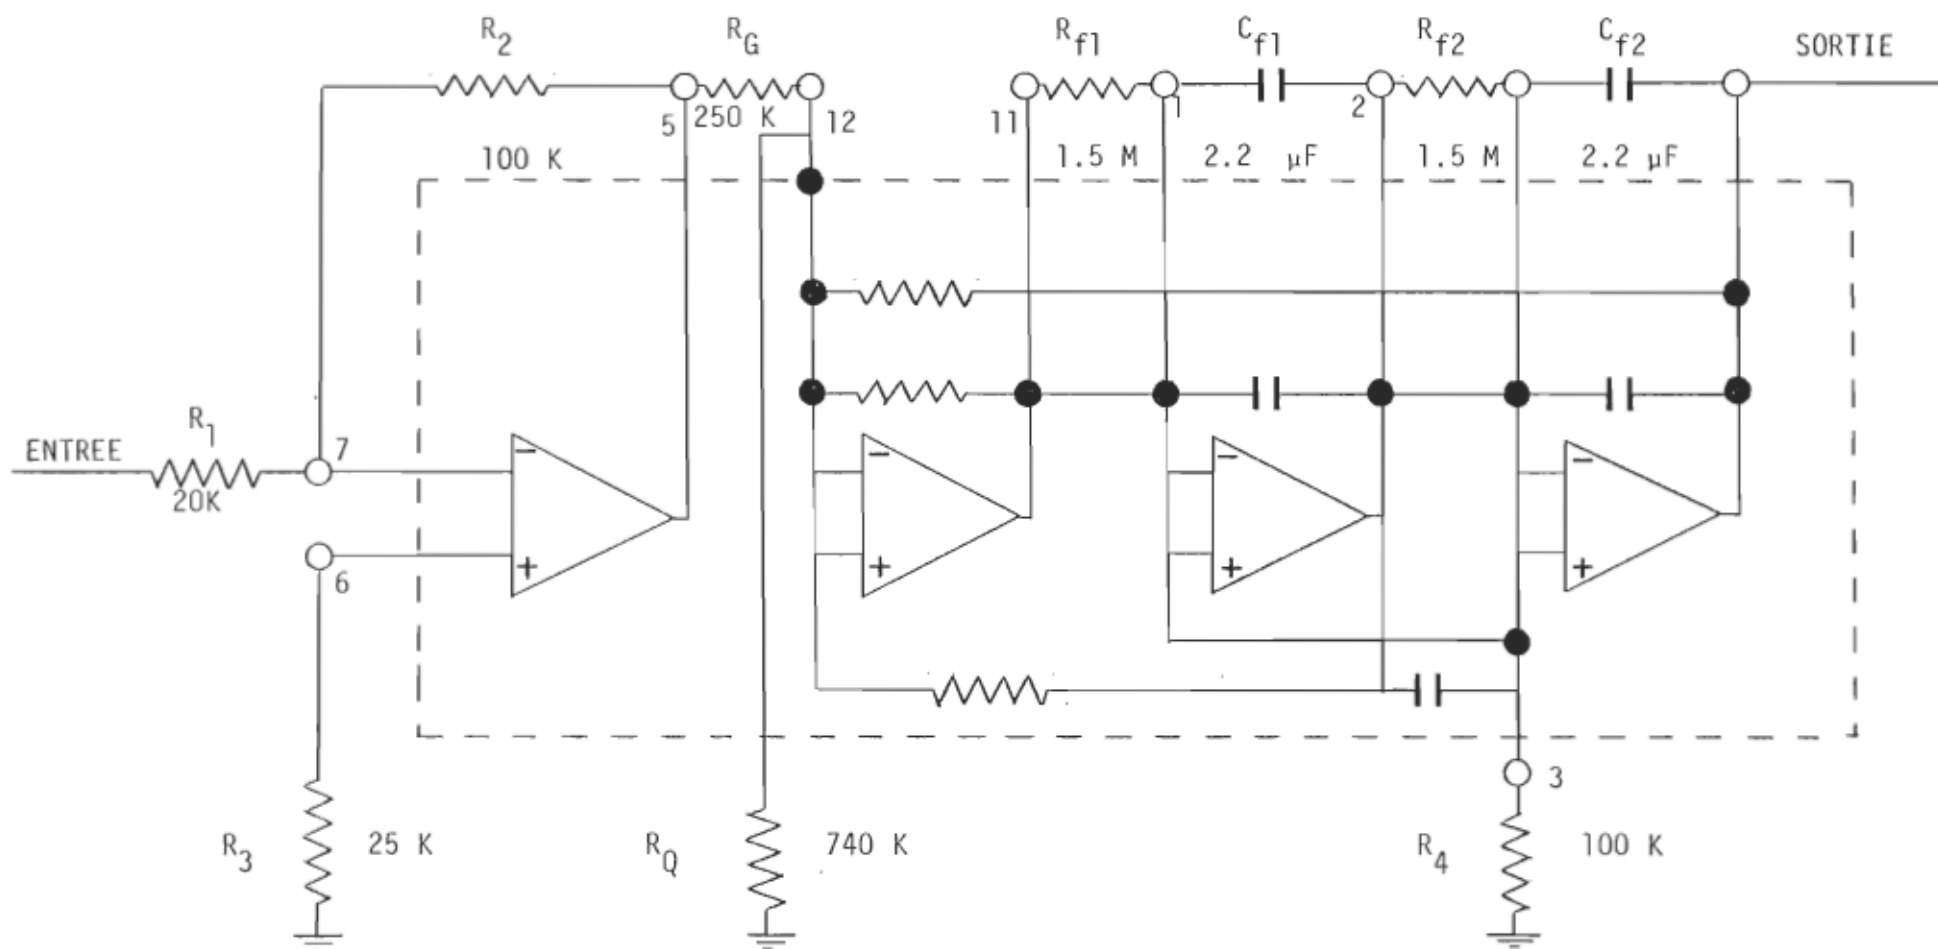 R2 RG Rf1 Cf1 Rf2 Cf2 SORTIE
5 250 K 12 11 1 2
100 K 1.5 M 2.2 µF 1.5 M 2.2 µF
R1
ENTREE 7 − − − −
20K
6 + + + +
3
R3 25 K RQ 740 K R4 100 K